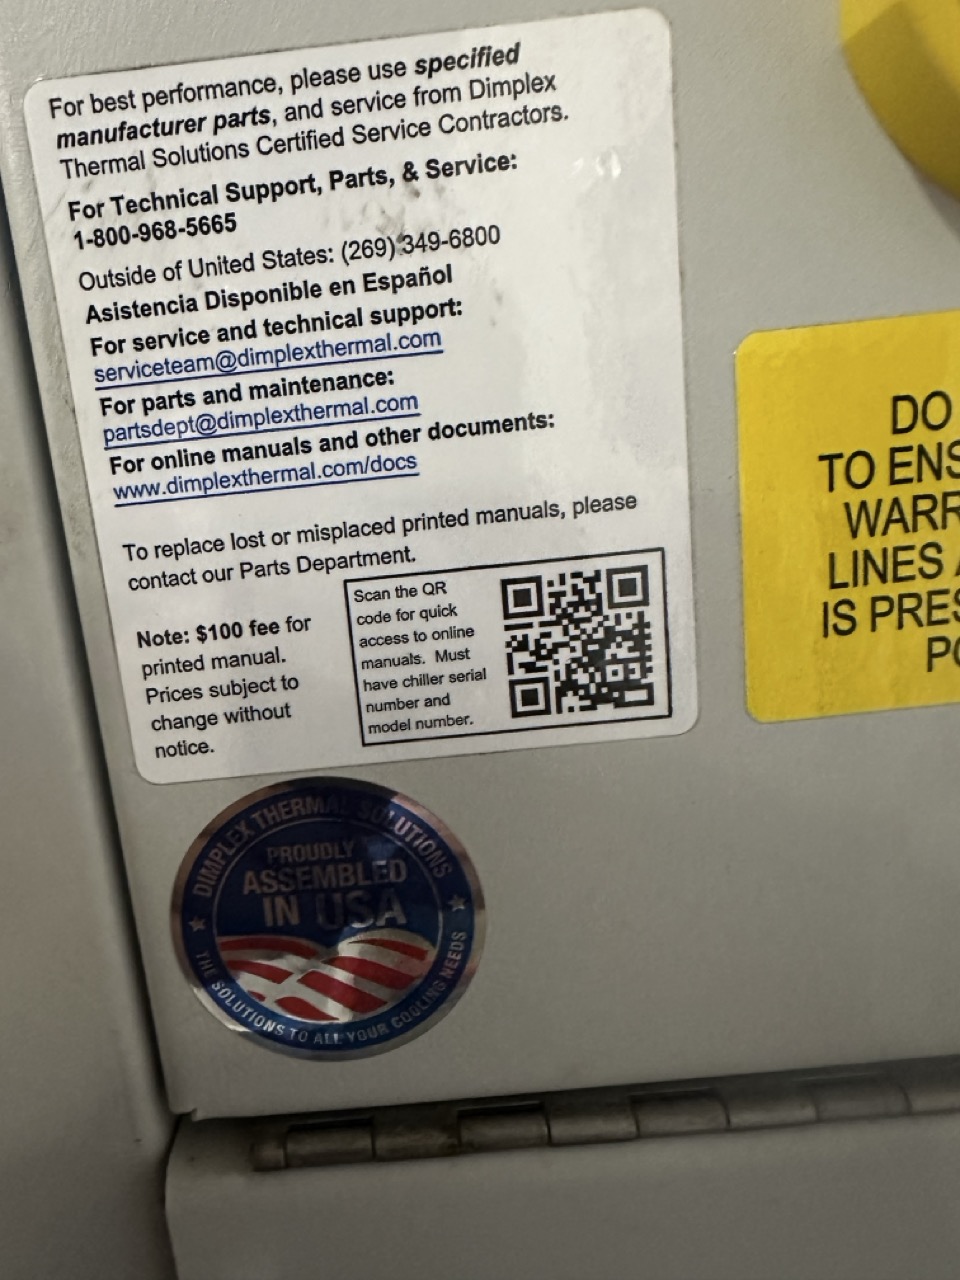 For best performance, please use specified
manufacturer parts, and service from Dimplex
Thermal Solutions Certified Service Contractors.
For Technical Support, Parts, & Service:
1-800-968-5665
Outside of United States: (269) 349-6800
Asistencia Disponible en Español
For service and technical support:
serviceteam@dimplexthermal.com
For parts and maintenance:
partsdept@dimplexthermal.com
For online manuals and other documents:
www.dimplexthermal.com/docs
To replace lost or misplaced printed manuals, please
contact our Parts Department.
Note: $100 fee for
printed manual.
Prices subject to
change without
notice.
Scan the QR
code for quick
access to online
manuals. Must
have chiller serial
number and
model number.
DO
TO ENS
WARR
LINES
IS PRES
DIMPLEX THERMAL SOLUTIONS
PROUDLY
ASSEMBLED
IN USA
THE SOLUTIONS TO ALL YOUR COOLING NEEDS